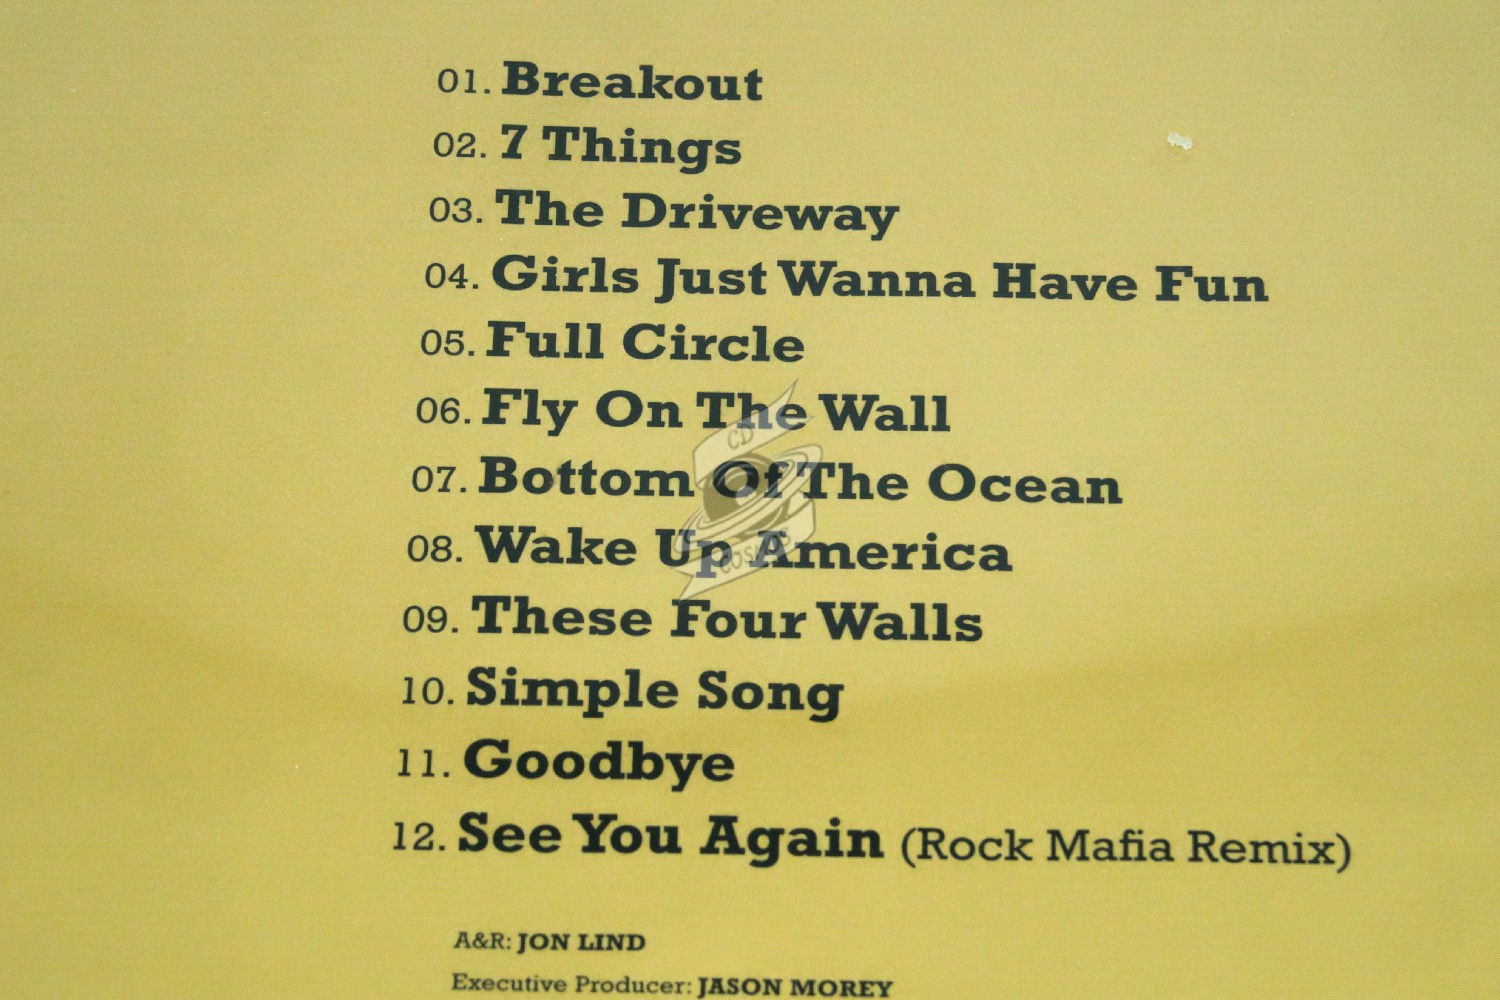 01. Breakout
02. 7 Things
03. The Driveway
04. Girls Just Wanna Have Fun
05. Full Circle
06. Fly On The Wall
CD
07. Bottom Of The Ocean
08. Wake Up America
COSMOS
09. These Four Walls
10. Simple Song
11. Goodbye
12. See You Again (Rock Mafia Remix)
A&R: JON LIND
Executive Producer: JASON MOREY